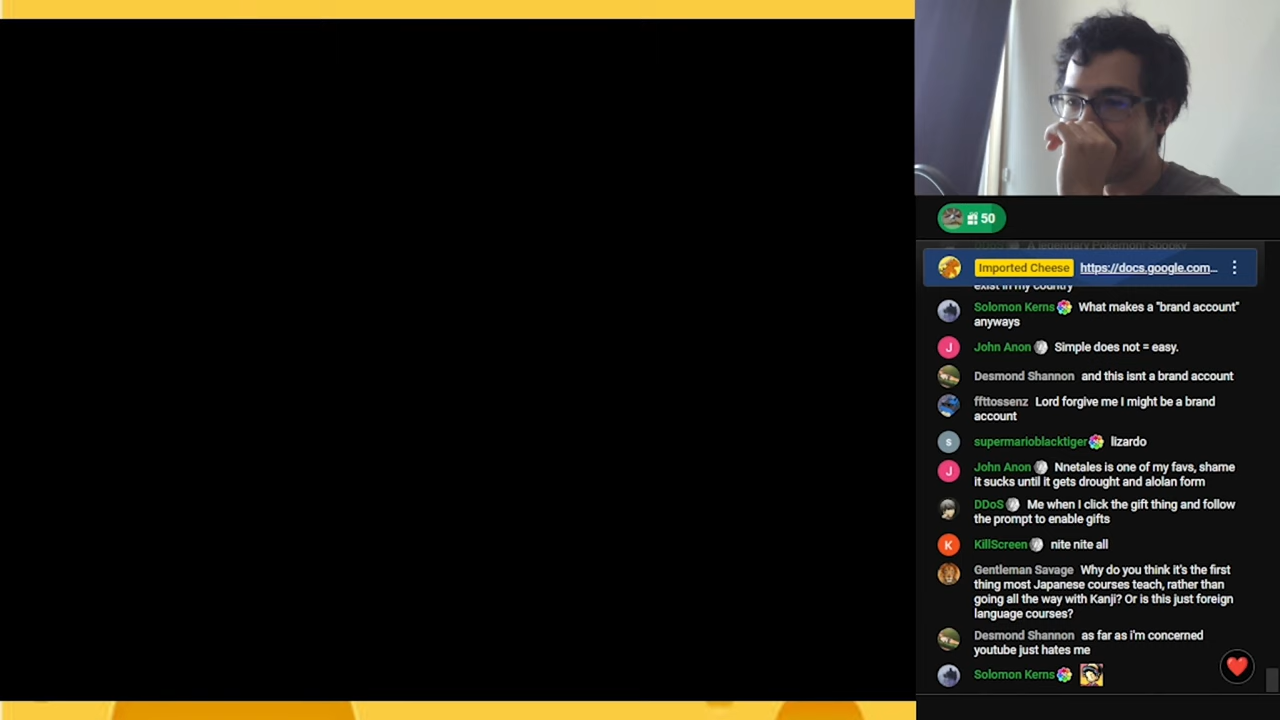 50
A legendary Pokemon! Spooky
Imported Cheese https://docs.google.com...
exist in my country
Solomon Kerns What makes a "brand account"
anyways
John Anon Simple does not = easy.
Desmond Shannon and this isnt a brand account
ffttossenz Lord forgive me I might be a brand
account
supermarioblacktiger lizardo
John Anon Nnetales is one of my favs, shame
it sucks until it gets drought and alolan form
DDoS Me when I click the gift thing and follow
the prompt to enable gifts
KillScreen nite nite all
Gentleman Savage Why do you think it's the first
thing most Japanese courses teach, rather than
going all the way with Kanji? Or is this just foreign
language courses?
Desmond Shannon as far as i'm concerned
youtube just hates me
Solomon Kerns